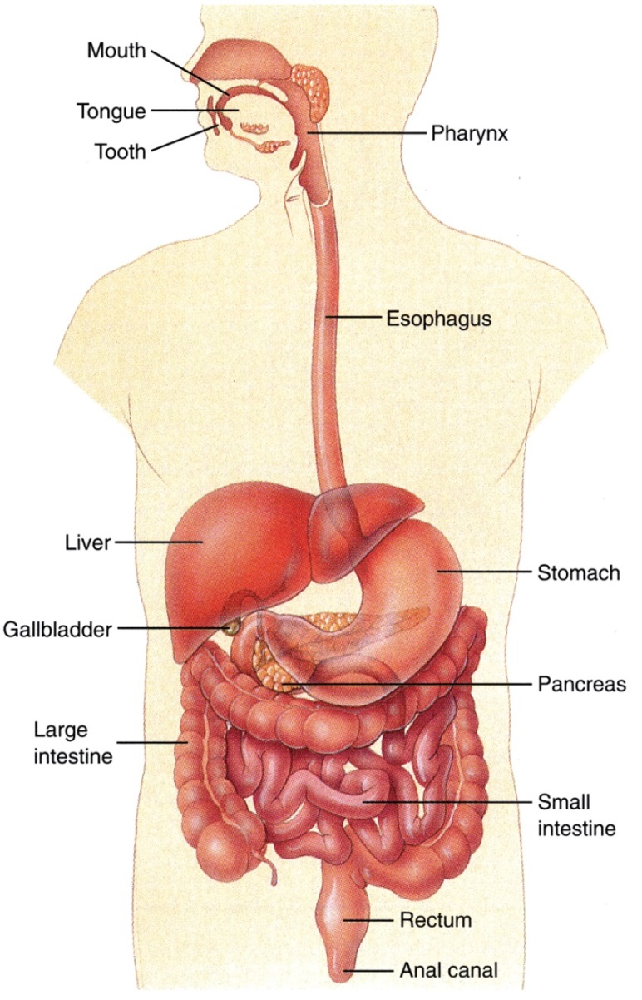 Mouth
Tongue
Tooth
Pharynx
Esophagus
Liver
Stomach
Gallbladder
Pancreas
Large
intestine
Small
intestine
Rectum
Anal canal